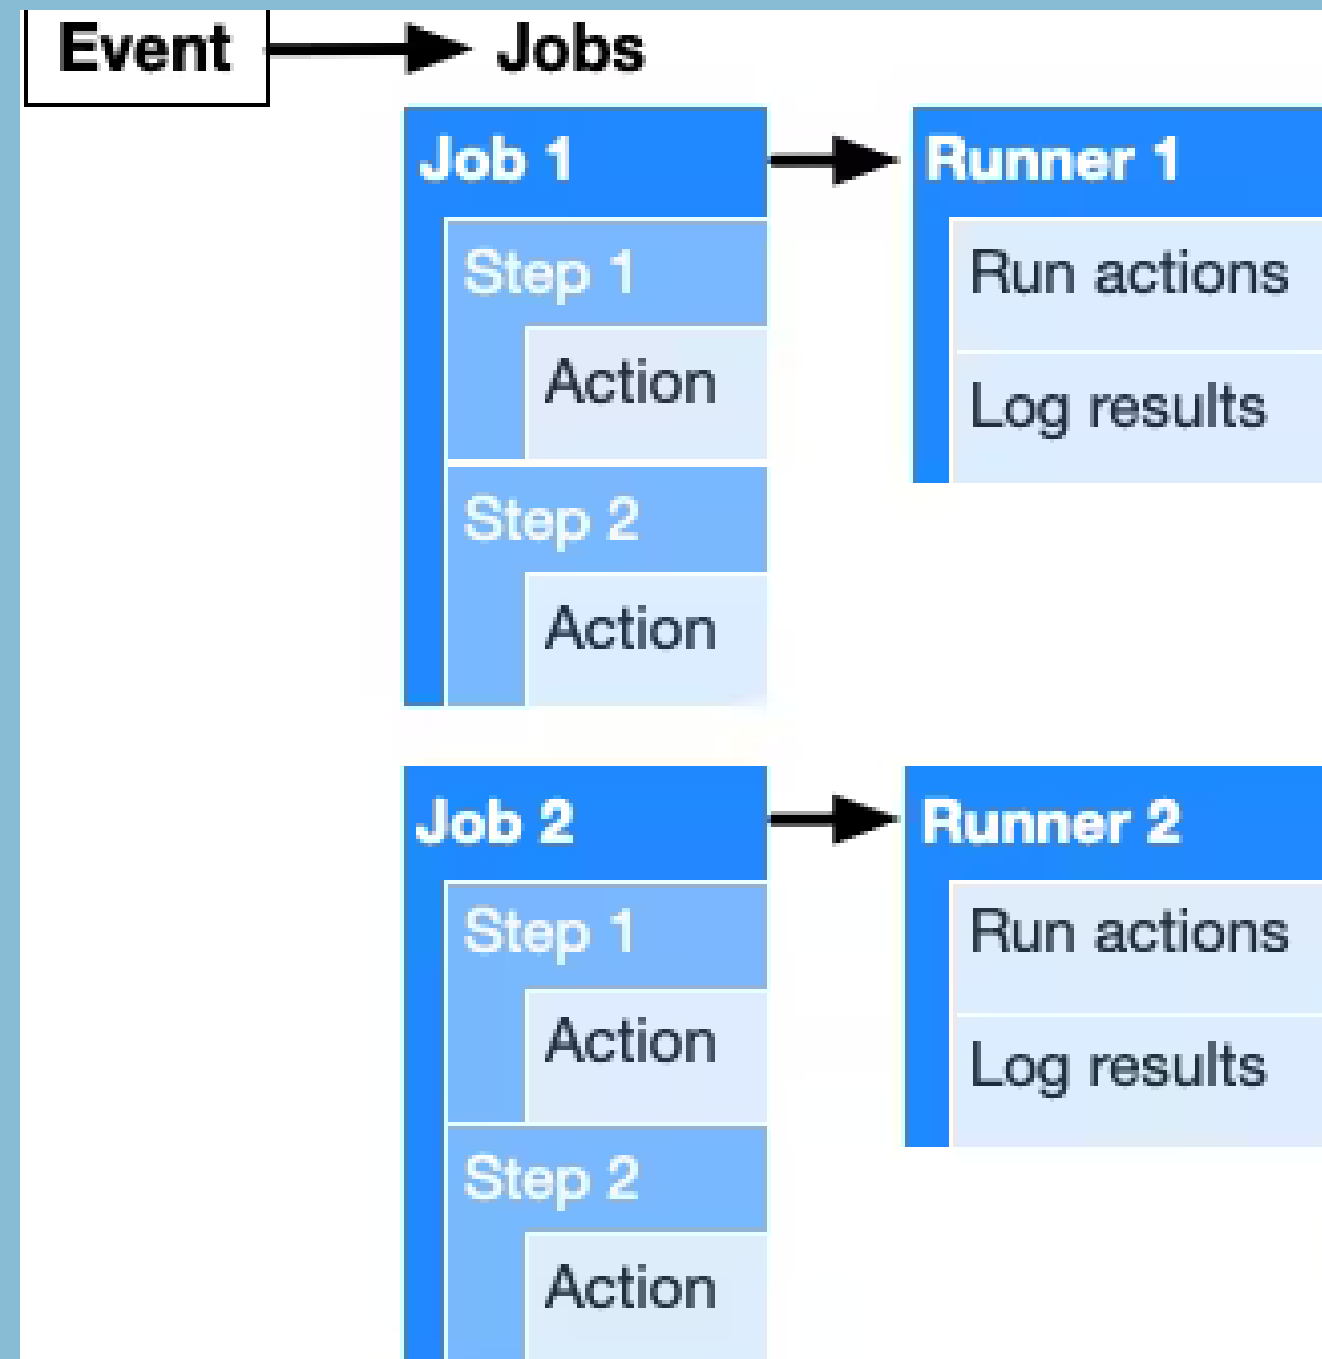 Event
Jobs
Job 1
Step 1
Action
Step 2
Action
Runner 1
Run actions
Log results
Job 2
Step 1
Action
Step 2
Action
Runner 2
Run actions
Log results